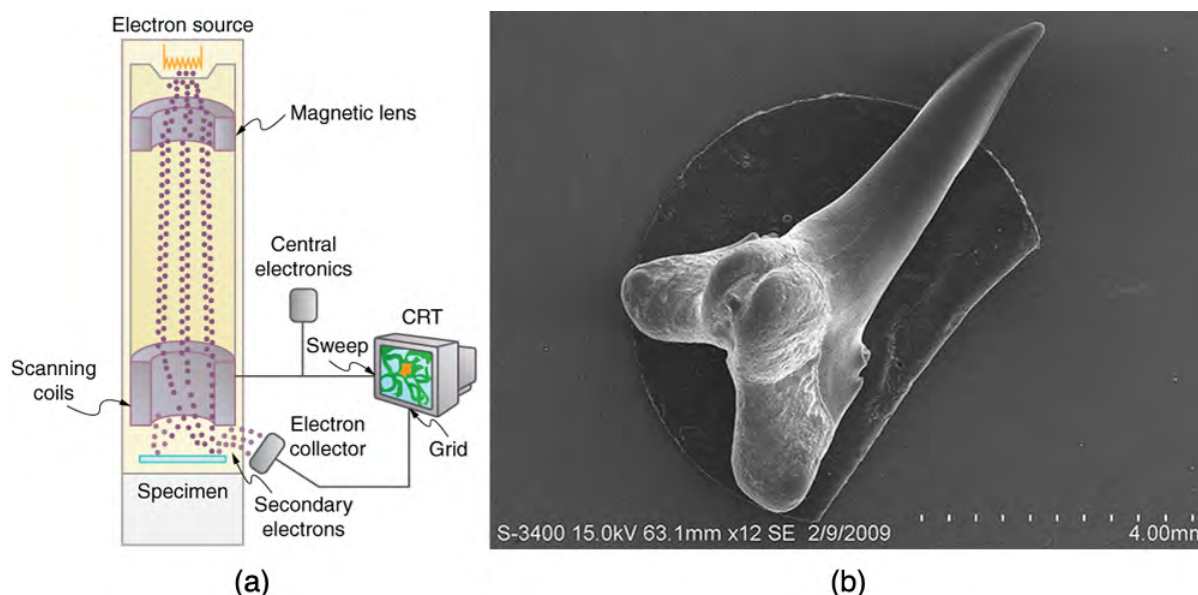 Electron source
Magnetic lens
Central
electronics
CRT
Sweep
Scanning
coils
Electron
collector
Grid
Specimen
Secondary
electrons
S-3400 15.0kV 63.1mm x12 SE 2/9/2009
4.00mm
(a)
(b)